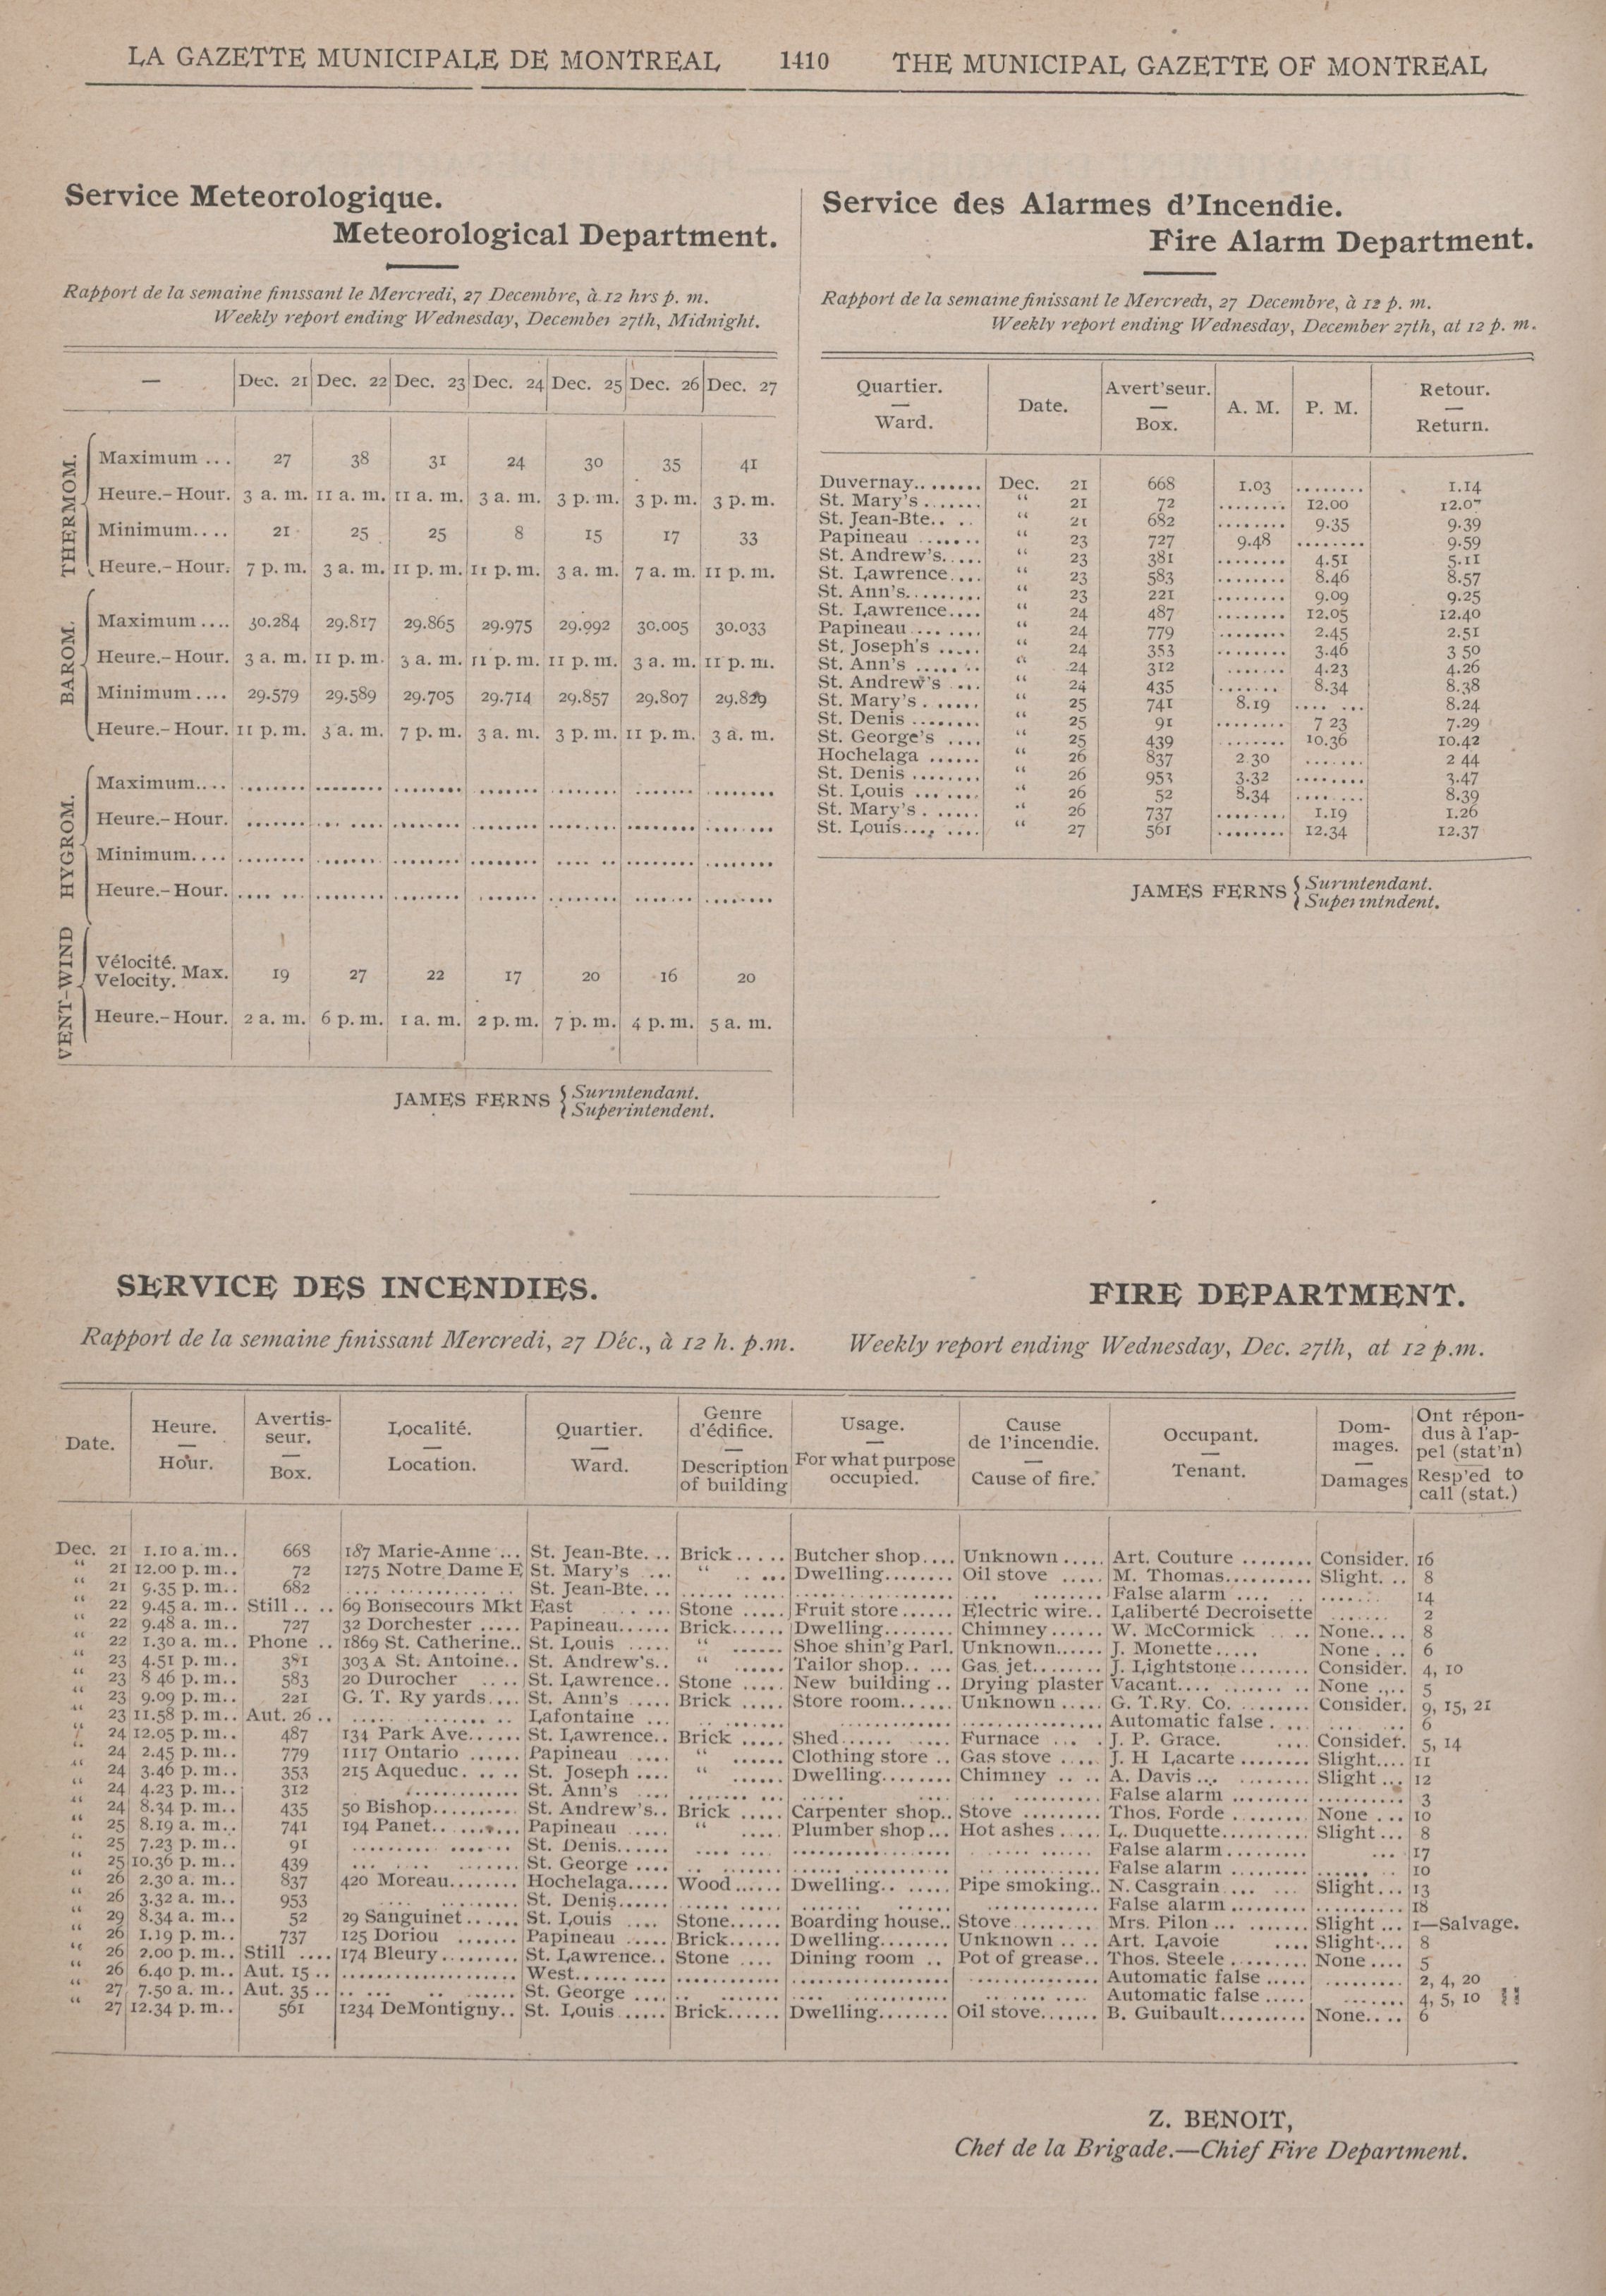 LA GAZETTE MUNICIPALE DE MONTREAL 1410 THE MUNICIPAL GAZETTE OF MONTREAL
Service Meteorologique.
Meteorological Department.
Rapport de la semaine finissant le Mercredi, 27 Decembre, à 12 hrs p. m.
Weekly report ending Wednesday, December 27th, Midnight.
— Dec. 21 Dec. 22 Dec. 23 Dec. 24 Dec. 25 Dec. 26 Dec. 27
THERMOM.
Maximum ... 27 38 31 24 30 35 41
Heure.-Hour. 3 a. m. 11 a. m. 11 a. m. 3 a. m. 3 p. m. 3 p. m. 3 p. m.
Minimum.... 21 25 25 8 15 17 33
Heure.-Hour. 7 p. m. 3 a. m. 11 p. m. 11 p. m. 3 a. m. 7 a. m. 11 p. m.
BAROM.
Maximum.... 30.284 29.817 29.865 29.975 29.992 30.005 30.033
Heure.-Hour. 3 a. m. 11 p. m. 3 a. m. 11 p. m. 11 p. m. 3 a. m. 11 p. m.
Minimum.... 29.579 29.589 29.705 29.714 29.857 29.807 29.829
Heure.-Hour. 11 p. m. 3 a. m. 7 p. m. 3 a. m. 3 p. m. 11 p. m. 3 a. m.
HYGROM.
Maximum....
Heure.-Hour.
Minimum....
Heure.-Hour.
VENT-WIND
Vélocité.
Velocity. Max. 19 27 22 17 20 16 20
Heure.-Hour. 2 a. m. 6 p. m. 1 a. m. 2 p. m. 7 p. m. 4 p. m. 5 a. m.
JAMES FERNS { Surintendant.
Superintendent.
Service des Alarmes d'Incendie.
Fire Alarm Department.
Rapport de la semaine finissant le Mercredi, 27 Decembre, à 12 p. m.
Weekly report ending Wednesday, December 27th, at 12 p. m.
Quartier. — Ward. Date. Avert'seur. — Box. A. M. P. M. Retour. — Return.
Duvernay.......... Dec. 21 668 1.03 ........ 1.14
St. Mary's ....... " 21 72 ........ 12.00 12.07
St. Jean-Bte.. .. " 21 682 ........ 9.35 9.39
Papineau ....... " 23 727 9.48 ........ 9.59
St. Andrew's..... " 23 381 ........ 4.51 5.11
St. Lawrence.... " 23 583 ........ 8.46 8.57
St. Ann's......... " 23 221 ........ 9.09 9.25
St. Lawrence.... " 24 487 ........ 12.05 12.40
Papineau ........ " 24 779 ........ 2.45 2.51
St. Joseph's ..... " 24 353 ........ 3.46 3 50
St. Ann's ........ " 24 312 ....... 4.23 4.26
St. Andrew's .... " 24 435 ....... 8.34 8.38
St. Mary's. ...... " 25 741 8.19 .... ... 8.24
St. Denis ........ " 25 91 ........ 7 23 7.29
St. George's .... " 25 439 ........ 10.36 10.42
Hochelaga ...... " 26 837 2.30 ....... 2 44
St. Denis ........ " 26 953 3.32 ........ 3.47
St. Louis ....... " 26 52 8.34 ........ 8.39
St. Mary's. ..... " 26 737 ........ 1.19 1.26
St. Louis.... .... " 27 561 ........ 12.34 12.37
JAMES FERNS { Surintendant.
Superintndent.
SERVICE DES INCENDIES. FIRE DEPARTMENT.
Rapport de la semaine finissant Mercredi, 27 Déc., à 12 h. p.m. Weekly report ending Wednesday, Dec. 27th, at 12 p.m.
Date. Heure. — Hour. Avertisseur. — Box. Localité. — Location. Quartier. — Ward. Genre d'édifice. — Description of building Usage. — For what purpose occupied. Cause de l'incendie. — Cause of fire. Occupant. — Tenant. Dommages. — Damages Ont répondus à l'appel (stat'n) Resp'ed to call (stat.)
Dec. 21 1.10 a. m.. 668 187 Marie-Anne ... St. Jean-Bte... Brick..... Butcher shop.... Unknown ..... Art. Couture ........ Consider. 16
" 21 12.00 p. m.. 72 1275 Notre Dame E St. Mary's ... " Dwelling........ Oil stove ..... M. Thomas.......... Slight. .. 8
" 21 9.35 p. m.. 682 St. Jean-Bte. .. False alarm .... 14
" 22 9.45 a. m.. Still .. .. 69 Bonsecours Mkt East Stone ..... Fruit store ...... Electric wire.. Laliberté Decroisette ....... 2
" 22 9.48 a. m.. 727 32 Dorchester ..... Papineau...... Brick...... Dwelling........ Chimney ...... W. McCormick .. None.. .. 8
" 22 1.30 a. m.. Phone .. 1869 St. Catherine.. St. Louis ..... " Shoe shin'g Parl. Unknown...... J. Monette..... None . .. 6
" 23 4.51 p. m.. 381 303 A St. Antoine.. St. Andrew's.. " Tailor shop.. ... Gas jet........ J. Lightstone........ Consider. 4, 10
" 23 8 46 p. m.. 583 20 Durocher .... St. Lawrence.. Stone ..... New building .. Drying plaster Vacant.... None .... 5
" 23 9.09 p. m.. 221 G. T. Ry yards.... St. Ann's ..... Brick ..... Store room...... Unknown ..... G. T.Ry. Co. ........ Consider. 9, 15, 21
" 23 11.58 p. m.. Aut. 26 .. Lafontaine ... Automatic false . ... 6
" 24 12.05 p. m.. 487 134 Park Ave...... St. Lawrence.. Brick ..... Shed...... Furnace ... . J. P. Grace. .... Consider. 5, 14
" 24 2.45 p. m.. 779 1117 Ontario ...... Papineau .... " Clothing store .. Gas stove ..... J. H Lacarte ........ Slight.... 11
" 24 3.46 p. m.. 353 215 Aqueduc. .. .. St. Joseph .... " Dwelling........ Chimney .. .. A. Davis ... Slight ... 12
" 24 4.23 p. m.. 312 St. Ann's .... False alarm .... 3
" 24 8.34 p. m.. 435 50 Bishop.......... St. Andrew's.. Brick ..... Carpenter shop.. Stove ......... Thos. Forde ........ None ... 10
" 25 8.19 a. m.. 741 194 Panet.. ....... Papineau ..... " Plumber shop... Hot ashes ..... L. Duquette.......... Slight... 8
" 25 7.23 p. m.. 91 St. Denis...... False alarm ......... 17
" 25 10.36 p. m.. 439 St. George .... False alarm ......... 10
" 26 2.30 a. m.. 837 420 Moreau........ Hochelaga..... Wood...... Dwelling.. ..... Pipe smoking.. N. Casgrain.... ... Slight... 13
" 26 3.32 a. m.. 953 St. Denis...... False alarm ......... 18
" 29 8.34 a. m.. 52 29 Sanguinet...... St. Louis .... Stone...... Boarding house.. Stove ......... Mrs. Pilon ... ....... Slight ... 1—Salvage.
" 26 1.19 p. m.. 737 125 Doriou ....... Papineau ..... Brick...... Dwelling........ Unknown .. .. Art. Lavoie .... Slight.... 8
" 26 2.00 p. m.. Still .... 174 Bleury......... St. Lawrence.. Stone .... Dining room .. Pot of grease.. Thos. Steele ......... None .... 5
" 26 6.40 p. m.. Aut. 15 .. West...... Automatic false ..... 2, 4, 20
" 27 7.50 a. m.. Aut. 35 .. St. George .... Automatic false ..... 4, 5, 10
" 27 12.34 p. m.. 561 1234 DeMontigny.. St. Louis ..... Brick...... Dwelling........ Oil stove....... B. Guibault.......... None.. .. 6
Z. BENOIT,
Chef de la Brigade.—Chief Fire Department.